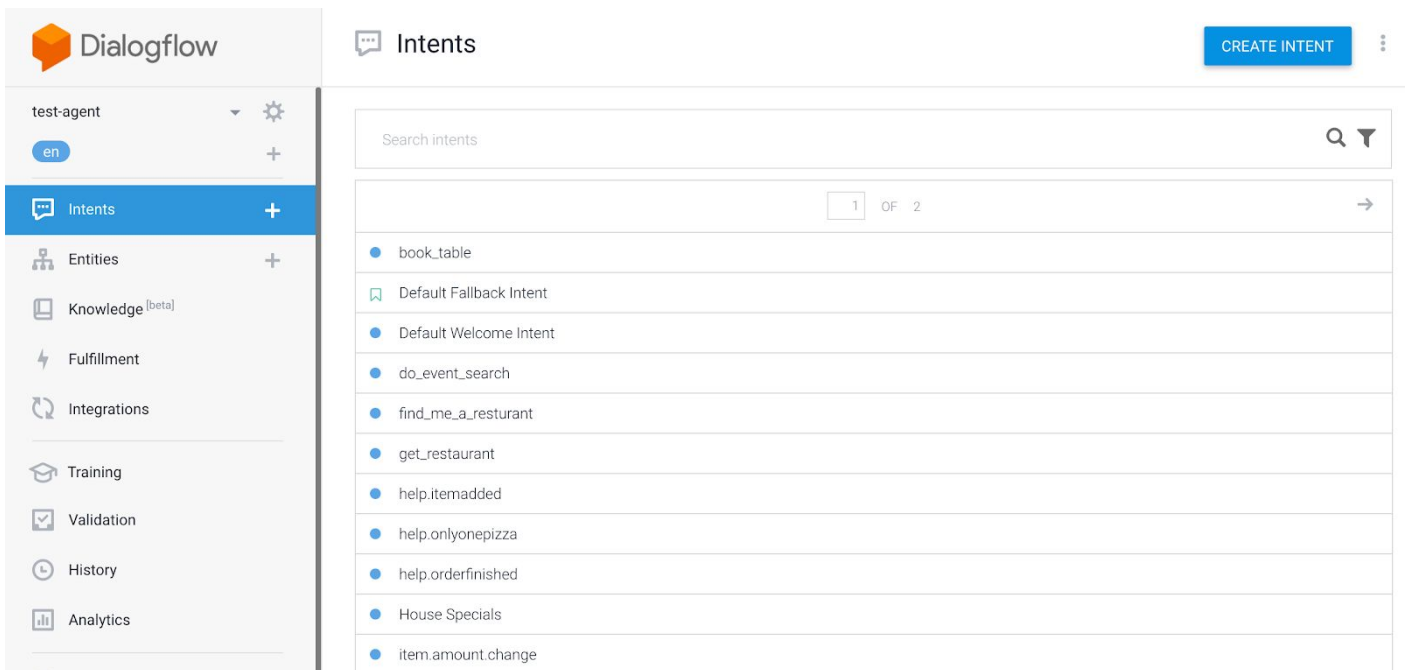 Dialogflow
Intents
CREATE INTENT
test-agent
en
Intents
Entities
Knowledge [beta]
Fulfillment
Integrations
Training
Validation
History
Analytics
Search intents
1 OF 2
book_table
Default Fallback Intent
Default Welcome Intent
do_event_search
find_me_a_resturant
get_restaurant
help.itemadded
help.onlyonepizza
help.orderfinished
House Specials
item.amount.change